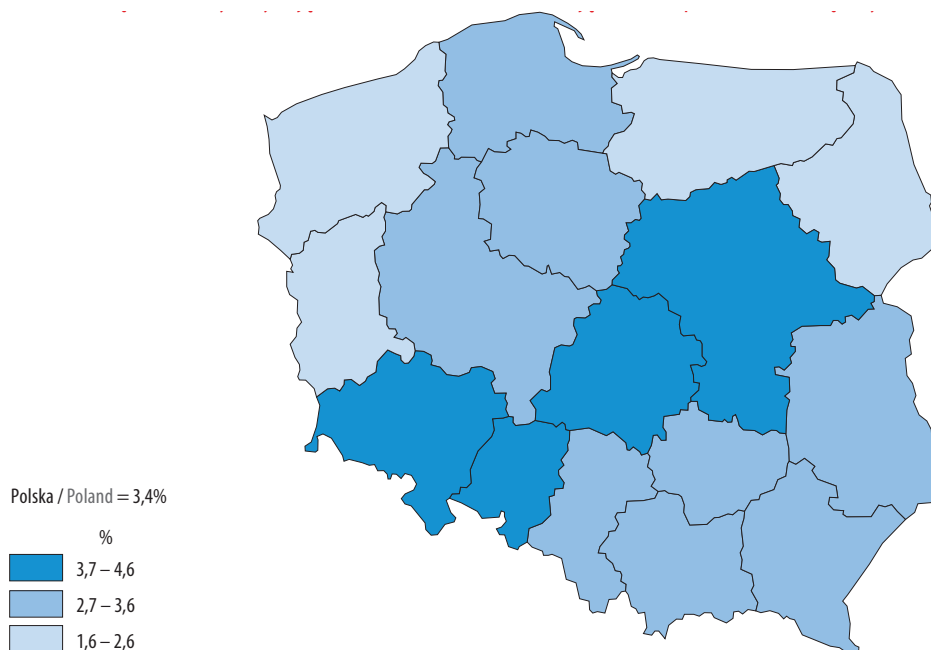 Polska / Poland = 3,4%
%
3,7 – 4,6
2,7 – 3,6
1,6 – 2,6